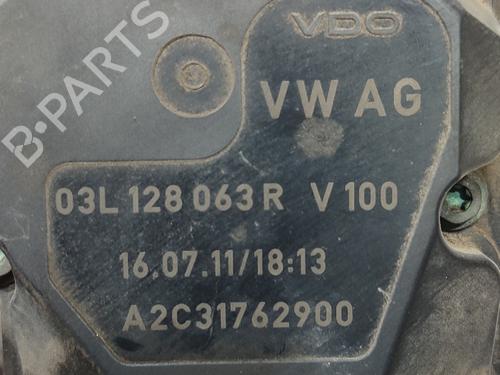 VDO
VW AG
B-PARTS
03L 128 063 R V 100
16.07.11/18:13
A2C31762900